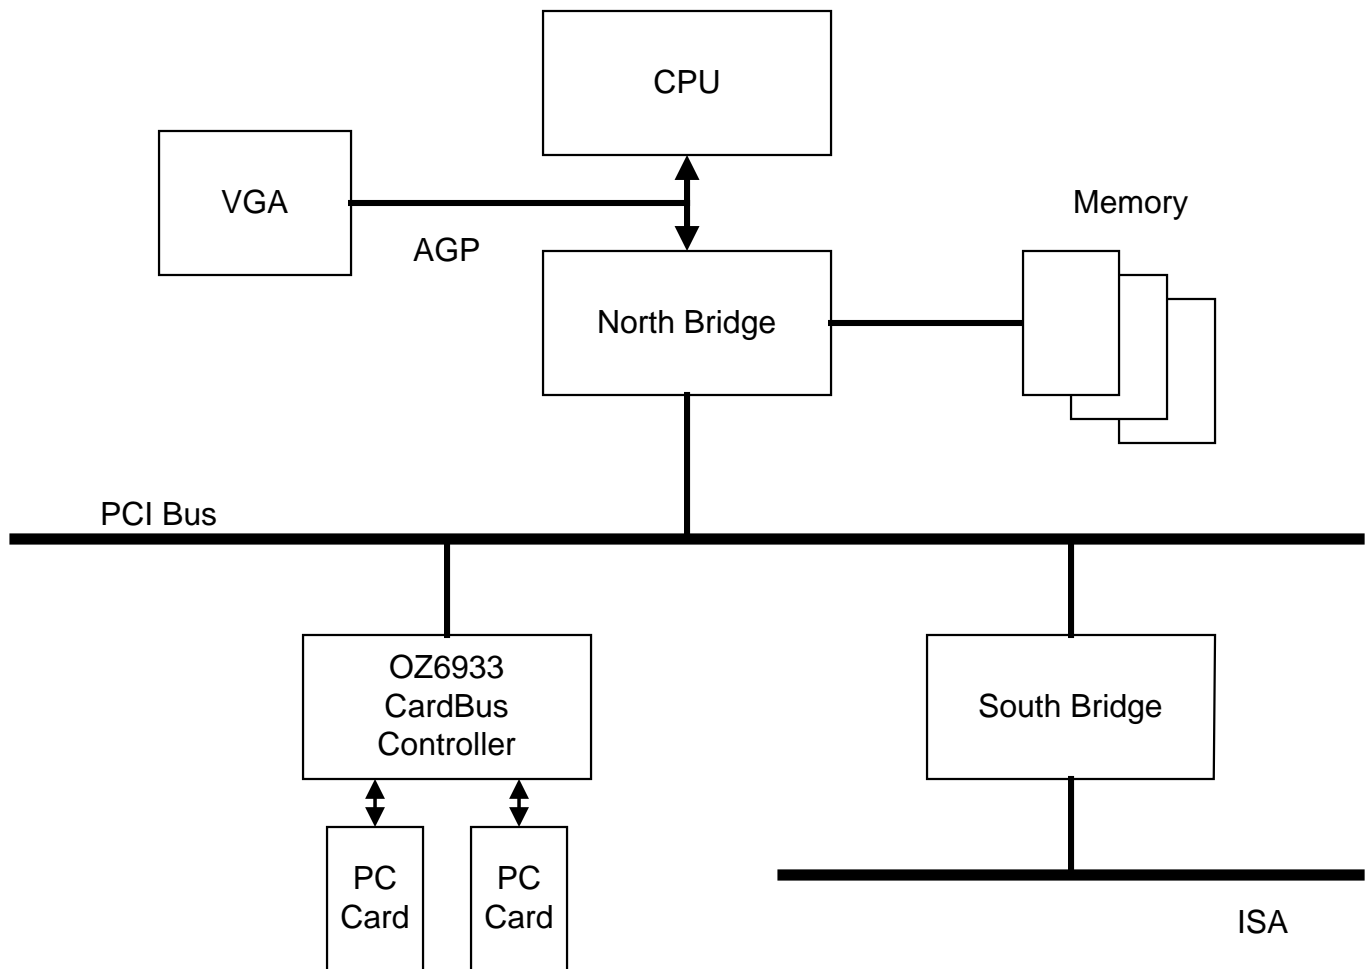 CPU
VGA
Memory
AGP
North Bridge
PCI Bus
OZ6933
CardBus
Controller
South Bridge
PC
Card
PC
Card
ISA